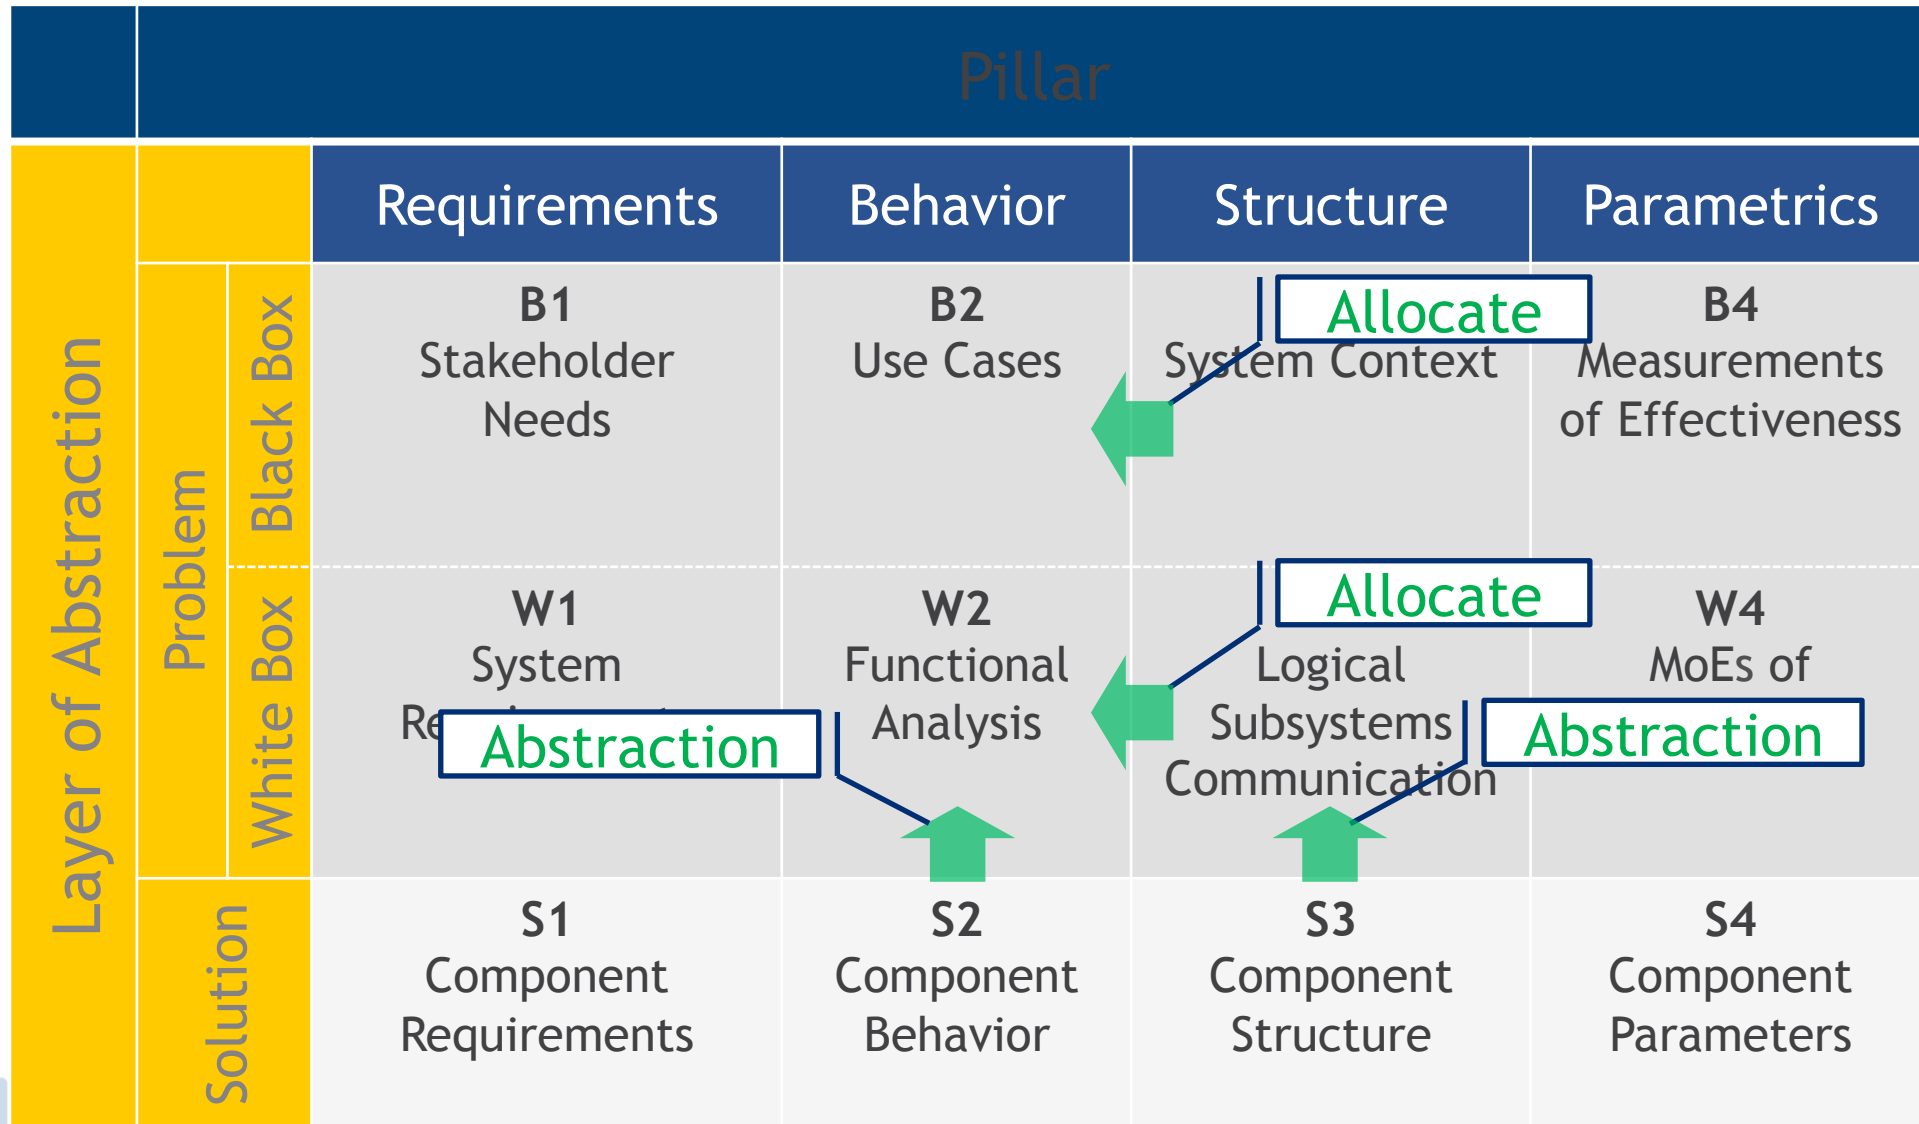 Pillar
Requirements
Behavior
Structure
Parametrics
Layer of Abstraction
Problem
Black Box
B1
Stakeholder
Needs
B2
Use Cases
Allocate
System Context
B4
Measurements
of Effectiveness
White Box
W1
System
Abstraction
W2
Functional
Analysis
Allocate
Logical
Subsystems
Communication
W4
MoEs of
Abstraction
Solution
S1
Component
Requirements
S2
Component
Behavior
S3
Component
Structure
S4
Component
Parameters